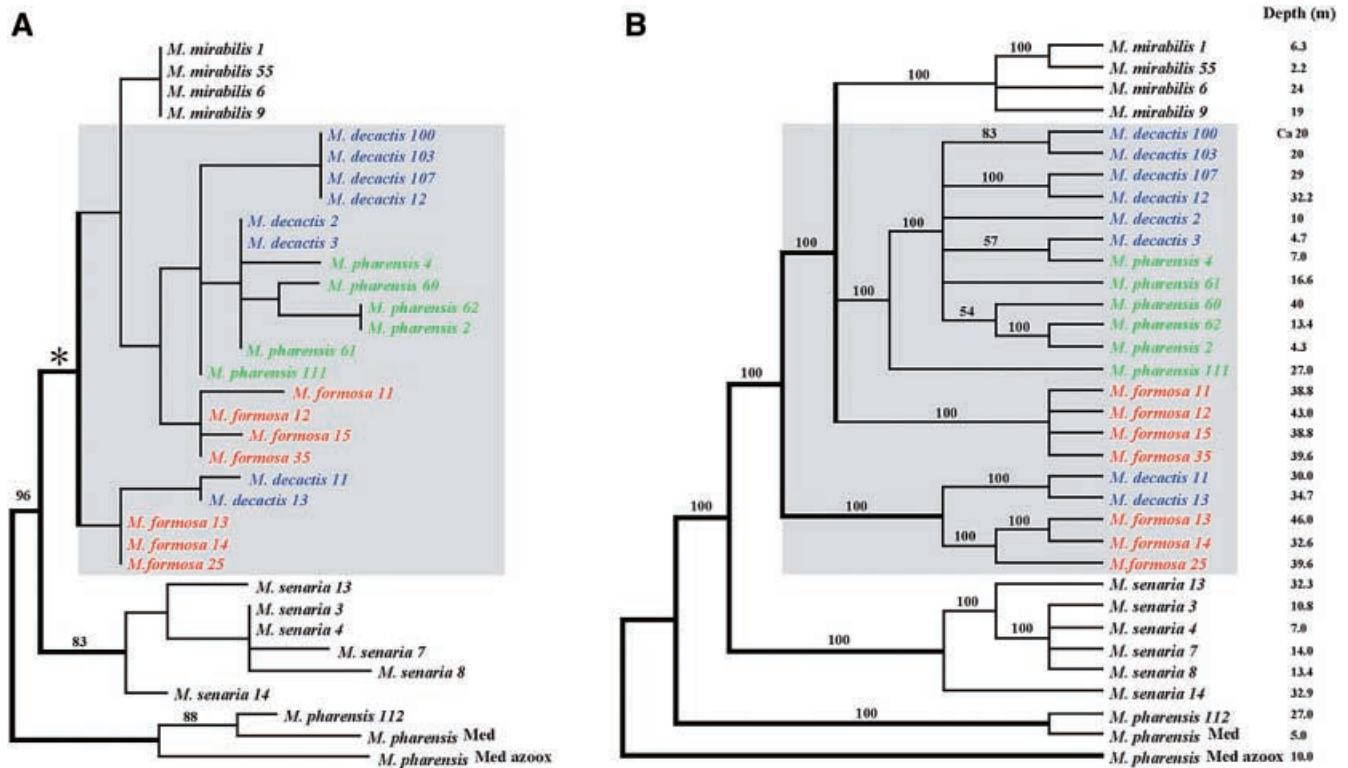 A
M. mirabilis 1
M. mirabilis 55
M. mirabilis 6
M. mirabilis 9
M. decactis 100
M. decactis 103
M. decactis 107
M. decactis 12
M. decactis 2
M. decactis 3
M. pharensis 4
M. pharensis 60
M. pharensis 62
M. pharensis 2
M. pharensis 61
M. pharensis 111
M. formosa 11
M. formosa 12
M. formosa 15
M. formosa 35
M. decactis 11
M. decactis 13
M. formosa 13
M. formosa 14
M.formosa 25
M. senaria 13
M. senaria 3
M. senaria 4
M. senaria 7
M. senaria 8
M. senaria 14
M. pharensis 112
M. pharensis Med
M. pharensis Med azoox
*
96
83
88
B
Depth (m)
M. mirabilis 1 6.3
M. mirabilis 55 2.2
M. mirabilis 6 24
M. mirabilis 9 19
M. decactis 100 Ca 20
M. decactis 103 20
M. decactis 107 29
M. decactis 12 32.2
M. decactis 2 10
M. decactis 3 4.7
M. pharensis 4 7.0
M. pharensis 61 16.6
M. pharensis 60 40
M. pharensis 62 13.4
M. pharensis 2 4.3
M. pharensis 111 27.0
M. formosa 11 38.8
M. formosa 12 43.0
M. formosa 15 38.8
M. formosa 35 39.6
M. decactis 11 30.0
M. decactis 13 34.7
M. formosa 13 46.0
M. formosa 14 32.6
M.formosa 25 39.6
M. senaria 13 32.3
M. senaria 3 10.8
M. senaria 4 7.0
M. senaria 7 14.0
M. senaria 8 13.4
M. senaria 14 32.9
M. pharensis 112 27.0
M. pharensis Med 5.0
M. pharensis Med azoox 10.0
100
100
83
100
100
57
100
100
54
100
100
100
100
100
100
100
100
100
100
100
100
100